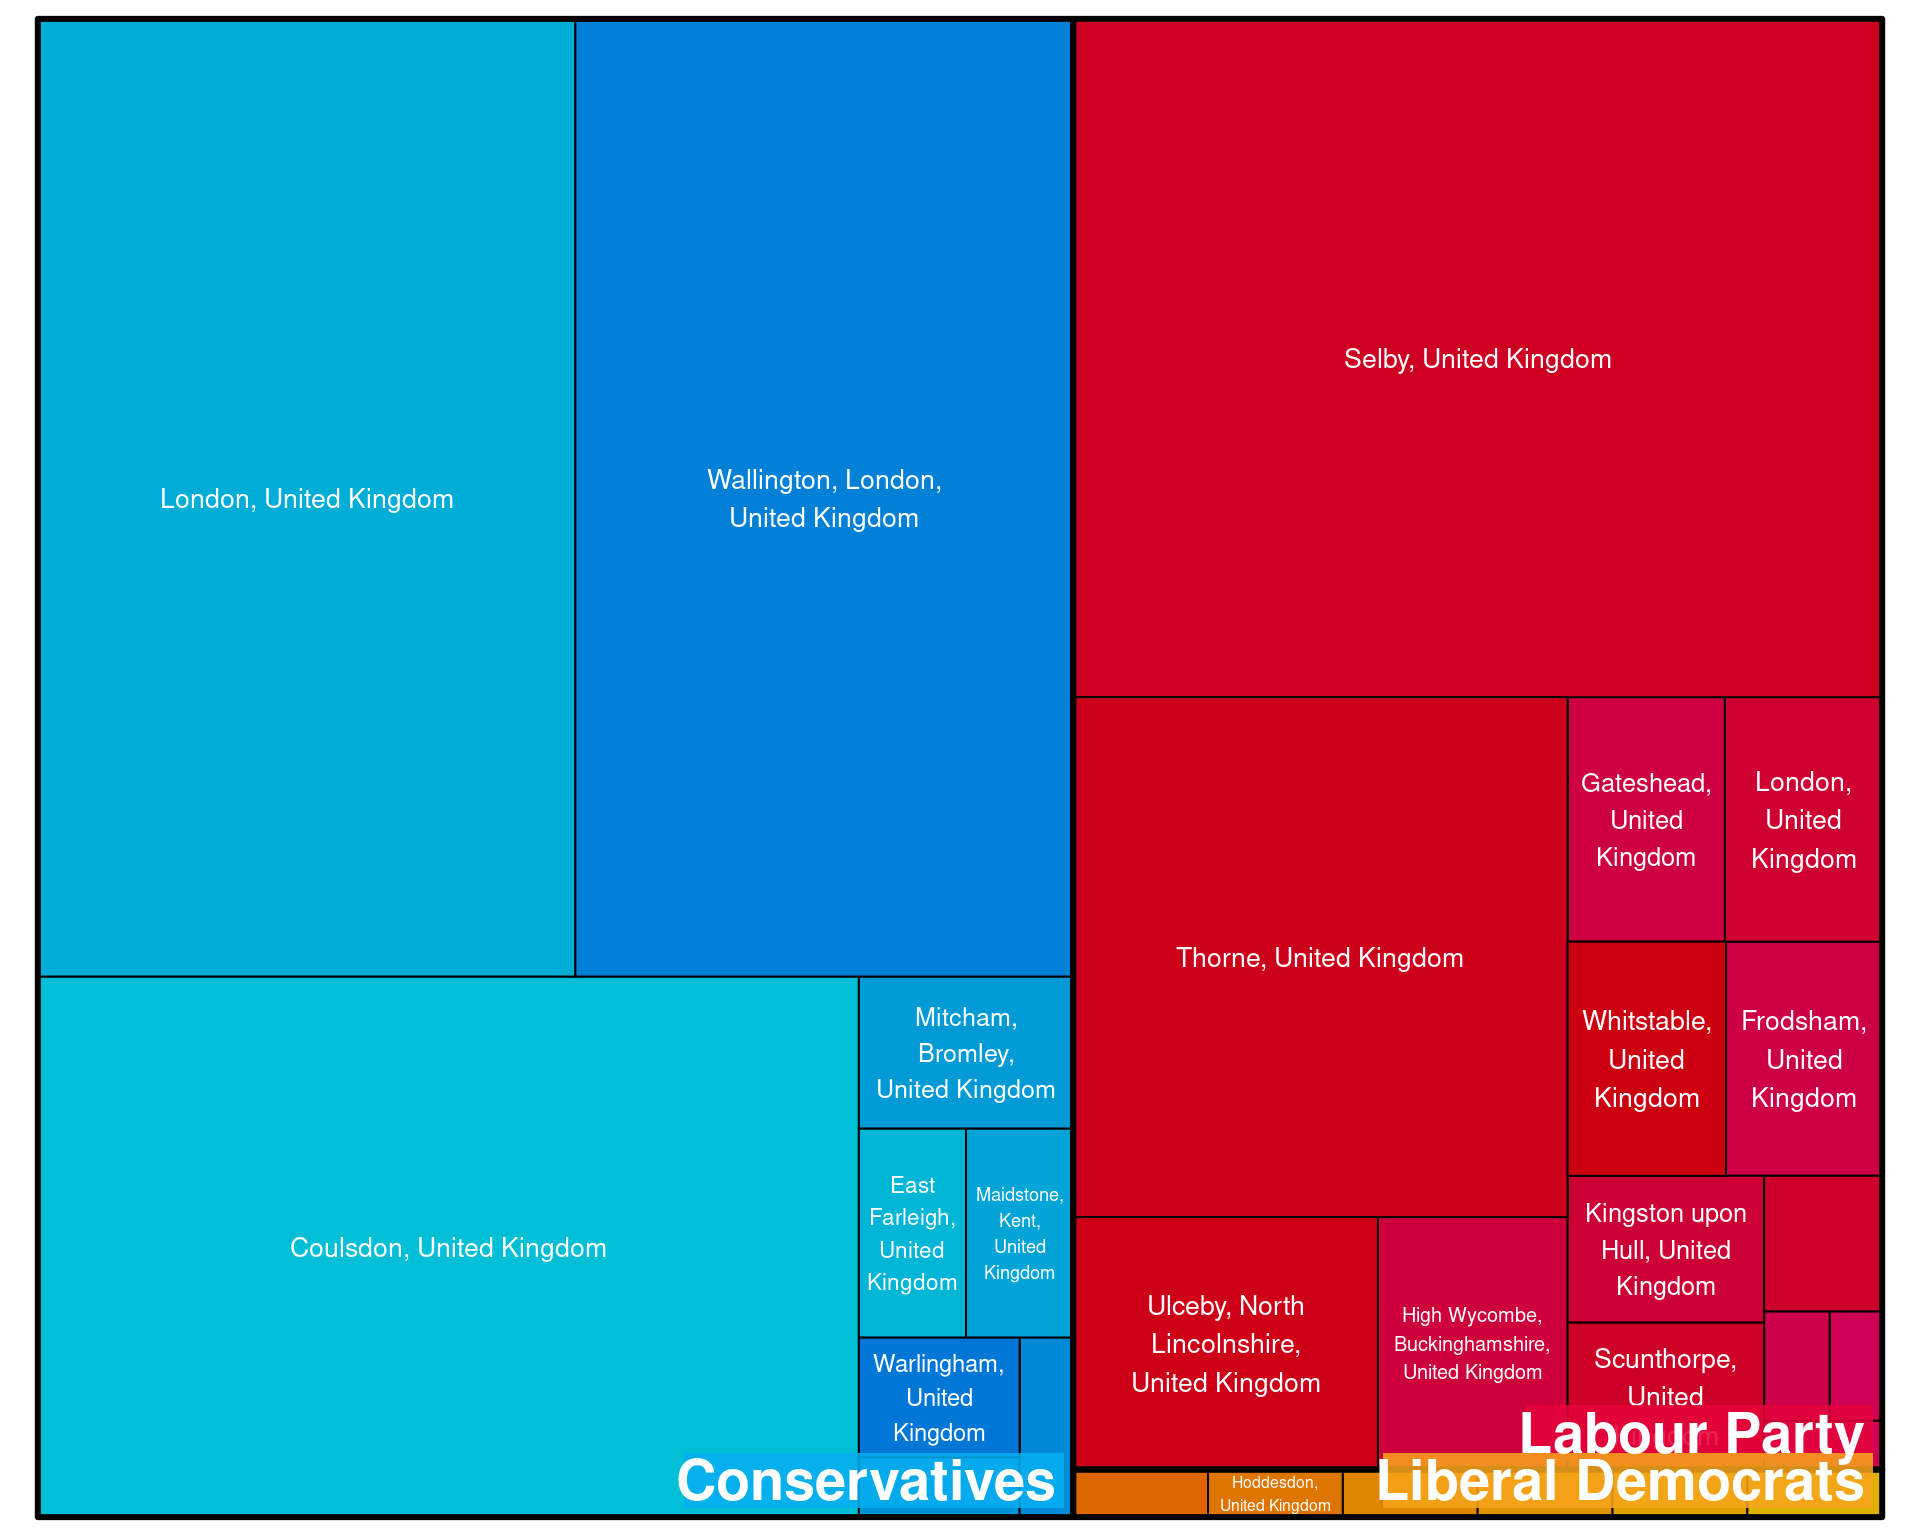 London, United Kingdom
Wallington, London,
United Kingdom
Coulsdon, United Kingdom
Mitcham,
Bromley,
United Kingdom
East
Farleigh,
United
Kingdom
Maidstone,
Kent,
United
Kingdom
Warlingham,
United
Kingdom
Conservatives
Selby, United Kingdom
Thorne, United Kingdom
Gateshead,
United
Kingdom
London,
United
Kingdom
Whitstable,
United
Kingdom
Frodsham,
United
Kingdom
Ulceby, North
Lincolnshire,
United Kingdom
High Wycombe,
Buckinghamshire,
United Kingdom
Kingston upon
Hull, United
Kingdom
Scunthorpe,
United
Labour Party
Hoddesdon,
United Kingdom
Liberal Democrats